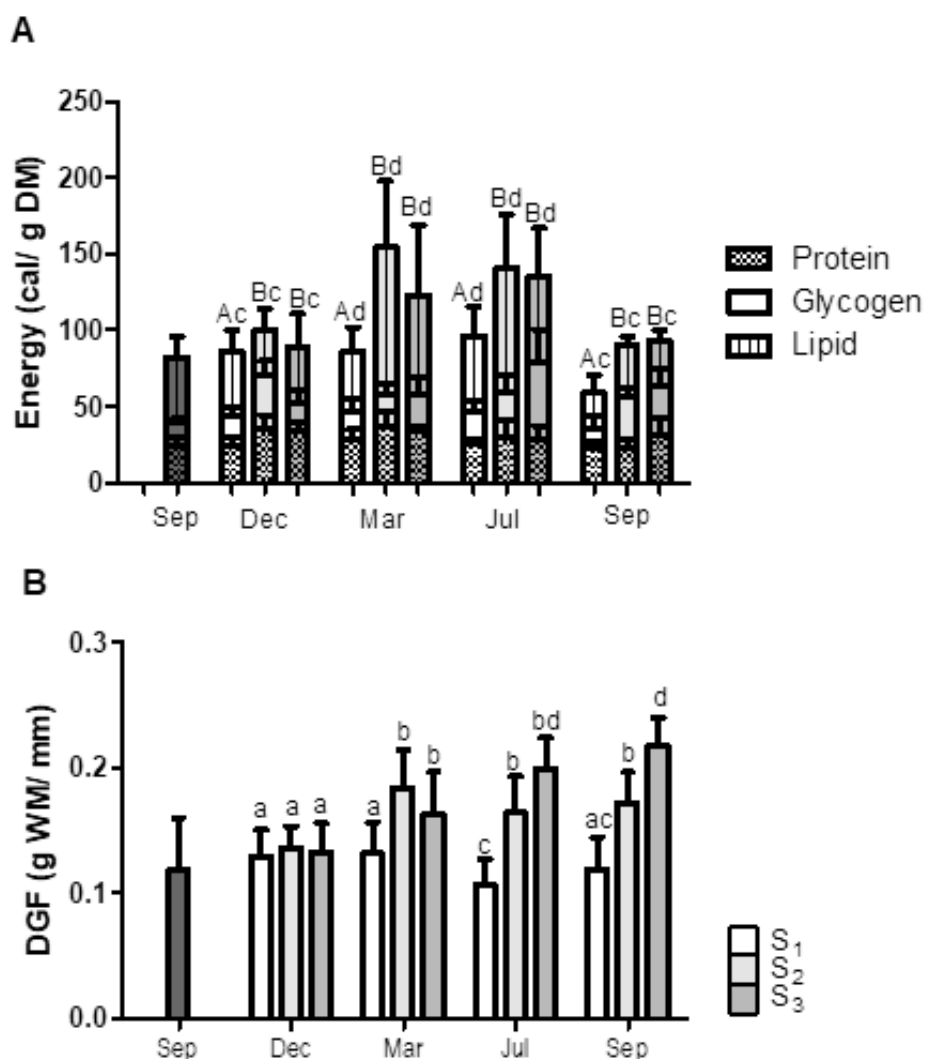 A
Energy (cal/ g DM)
250
200
150
100
50
0
Ac Bc Bc Ad Bd Bd Ad Bd Bd Ac Bc Bc
Sep Dec Mar Jul Sep
Protein
Glycogen
Lipid
B
DGF (g WM/ mm)
0.3
0.2
0.1
0.0
a a a a b b c b bd ac b d
Sep Dec Mar Jul Sep
S1
S2
S3